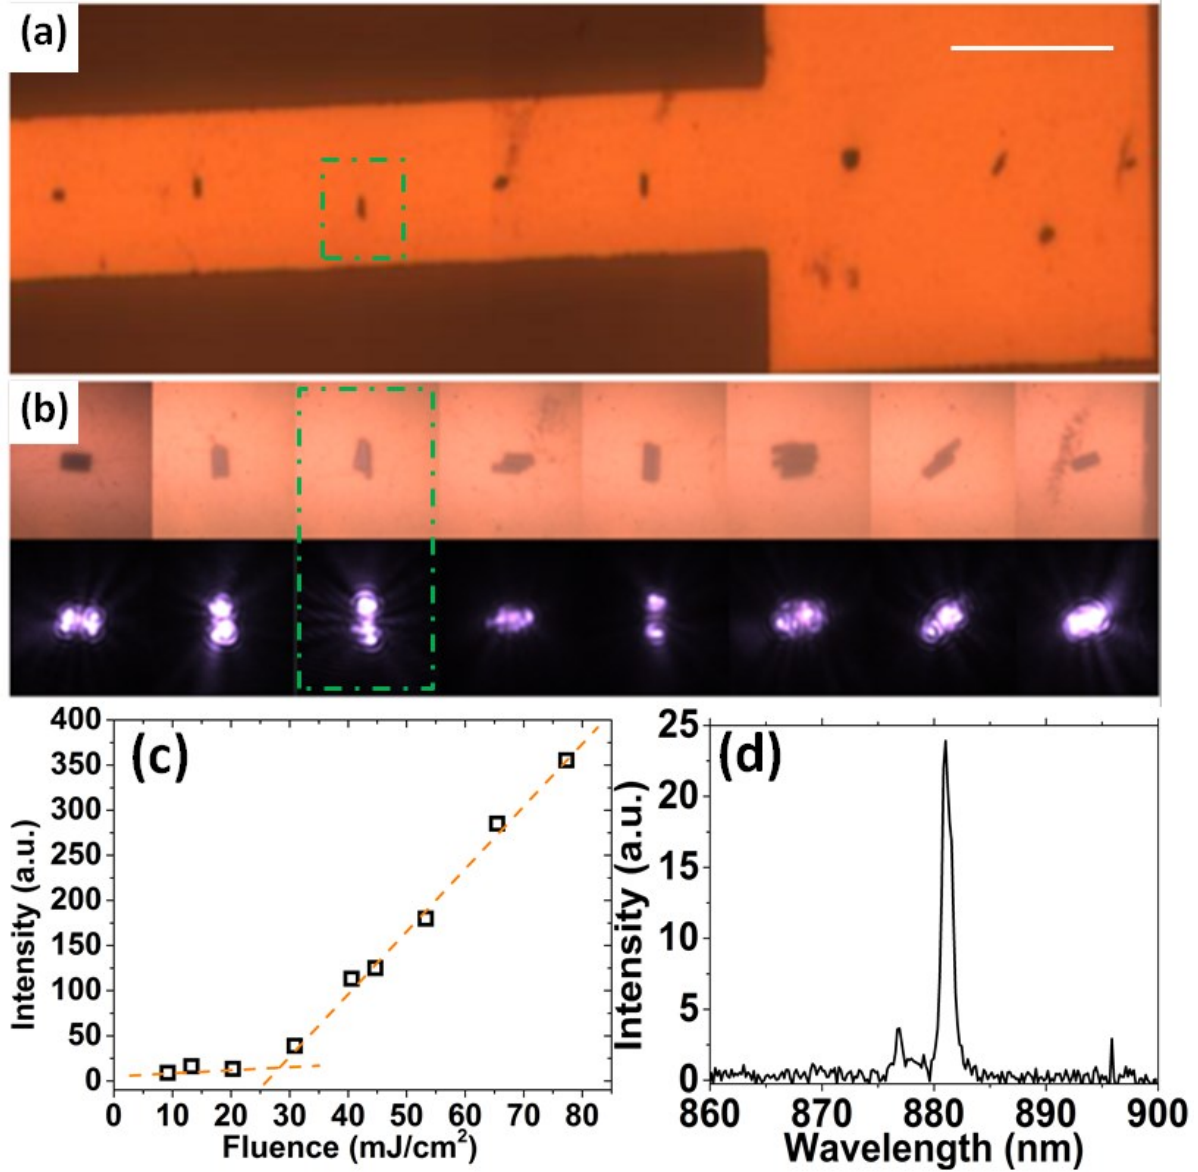 (a)
(b)
(c)
400
350
300
250
200
150
100
50
0
Intensity (a.u.)
0 10 20 30 40 50 60 70 80
Fluence (mJ/cm²)
(d)
25
20
15
10
5
0
Intensity (a.u.)
860 870 880 890 900
Wavelength (nm)